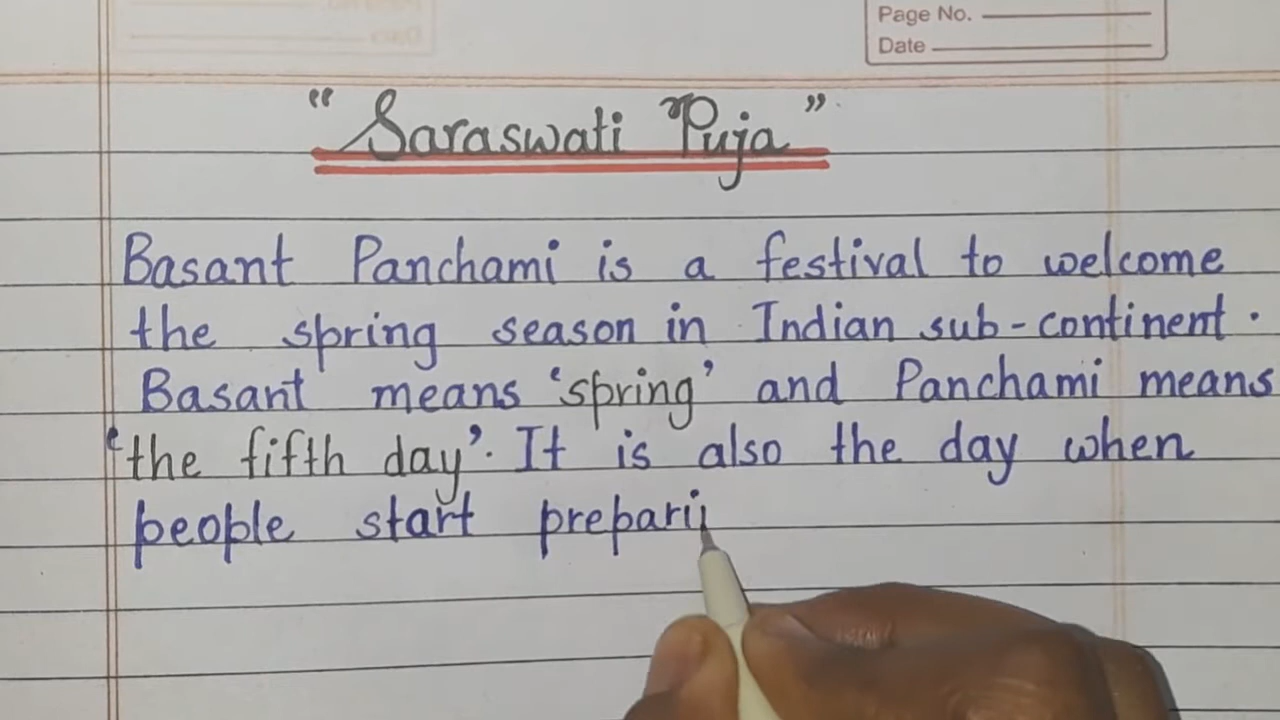 Page No.
Date
“Saraswati Puja”
Basant Panchami is a festival to welcome
the spring season in Indian sub-continent.
Basant means ‘spring’ and Panchami means
‘the fifth day’. It is also the day when
people start prepari